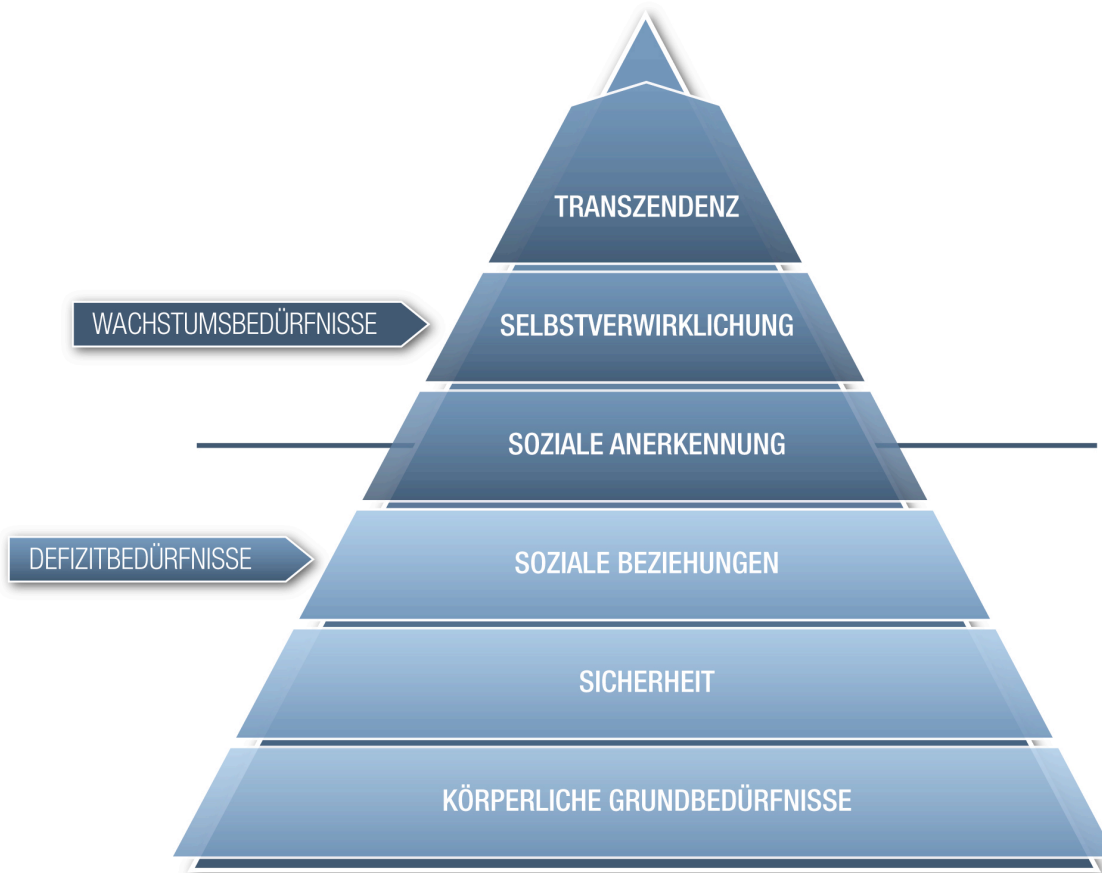 TRANSZENDENZ
WACHSTUMSBEDÜRFNISSE
SELBSTVERWIRKLICHUNG
SOZIALE ANERKENNUNG
DEFIZITBEDÜRFNISSE
SOZIALE BEZIEHUNGEN
SICHERHEIT
KÖRPERLICHE GRUNDBEDÜRFNISSE